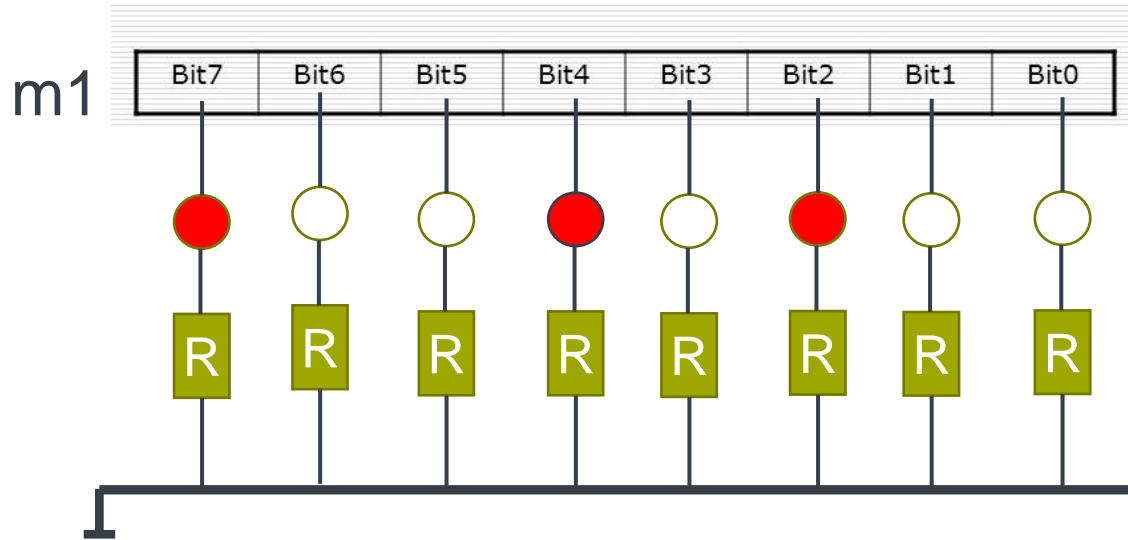 m1 Bit7 Bit6 Bit5 Bit4 Bit3 Bit2 Bit1 Bit0
R R R R R R R R